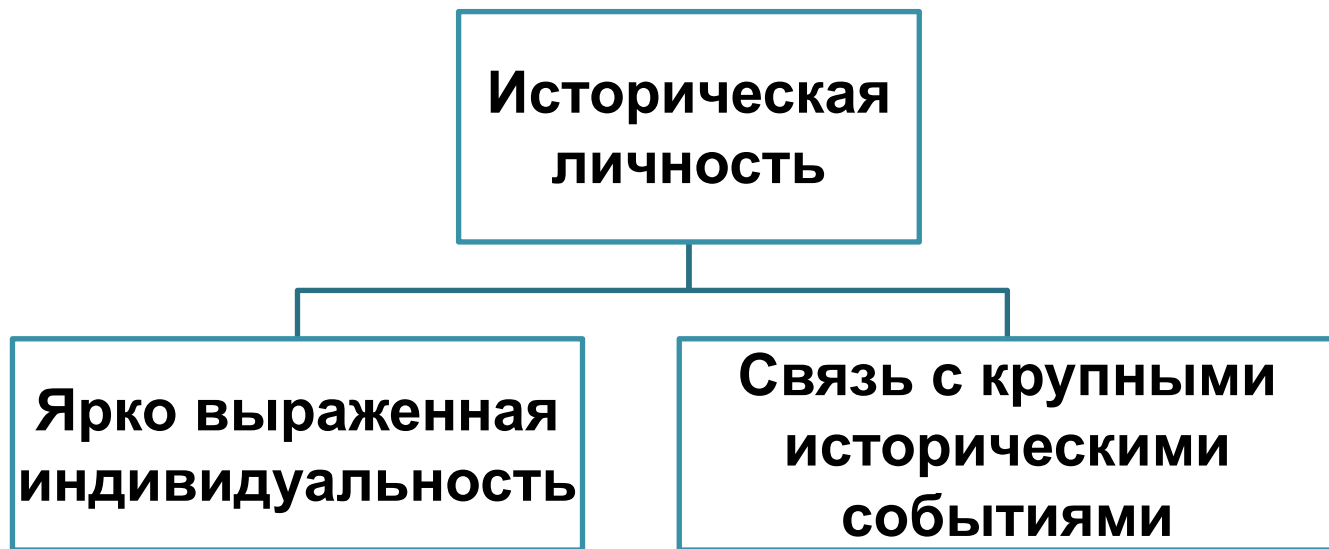 Историческая
личность
Ярко выраженная
индивидуальность
Связь с крупными
историческими
событиями